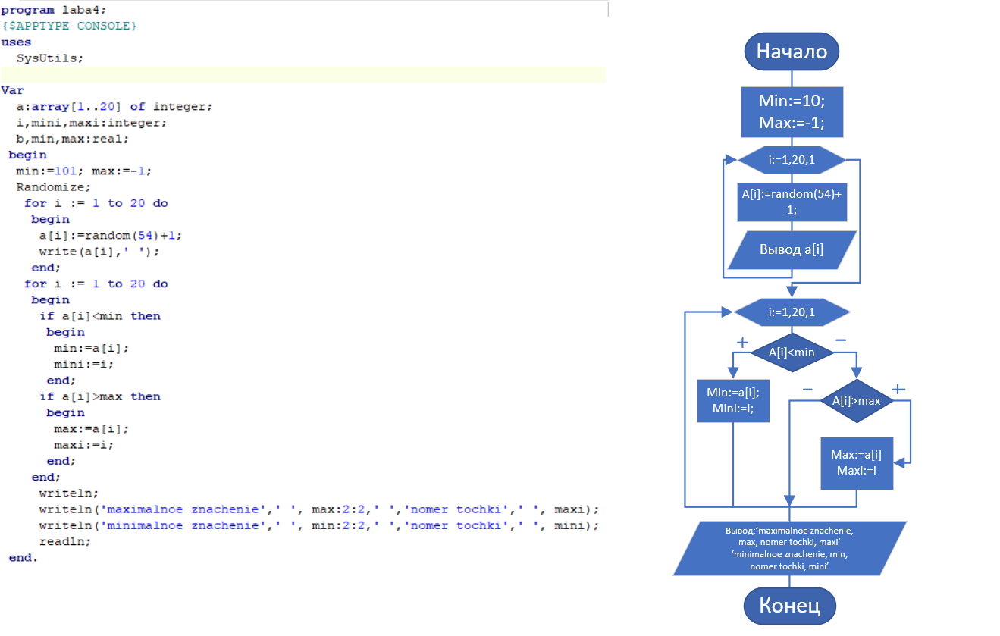 program laba4;
{$APPTYPE CONSOLE}
uses
  SysUtils;

Var
  a:array[1..20] of integer;
  i,mini,maxi:integer;
  b,min,max:real;
 begin
  min:=101; max:=-1;
  Randomize;
   for i := 1 to 20 do
    begin
     a[i]:=random(54)+1;
     write(a[i],' ');
    end;
   for i := 1 to 20 do
    begin
     if a[i]<min then
      begin
       min:=a[i];
       mini:=i;
      end;
     if a[i]>max then
      begin
       max:=a[i];
       maxi:=i;
      end;
    end;
     writeln;
     writeln('maximalnoe znachenie',' ', max:2:2,' ','nomer tochki',' ', maxi);
     writeln('minimalnoe znachenie',' ', min:2:2,' ','nomer tochki',' ', mini);
     readln;
 end.
Начало
Min:=10;
Max:=-1;
i:=1,20,1
A[i]:=random(54)+
1;
Вывод a[i]
i:=1,20,1
+
−
A[i]<min
Min:=a[i];
Mini:=I;
−
+
A[i]>max
Max:=a[i]
Maxi:=i
Вывод:’maximalnoe znachenie,
max, nomer tochki, maxi’
‘minimalnoe znachenie, min,
nomer tochki, mini’
Конец